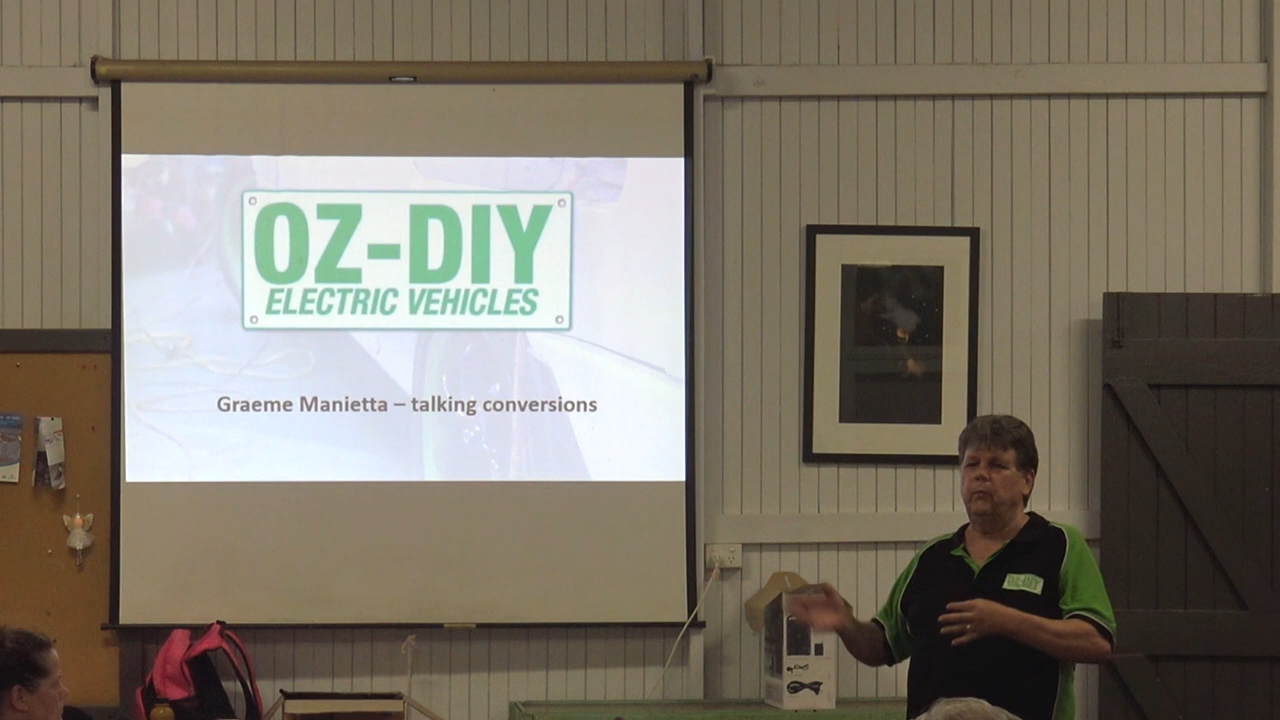 OZ-DIY
ELECTRIC VEHICLES
Graeme Manietta – talking conversions
OZ-DIY